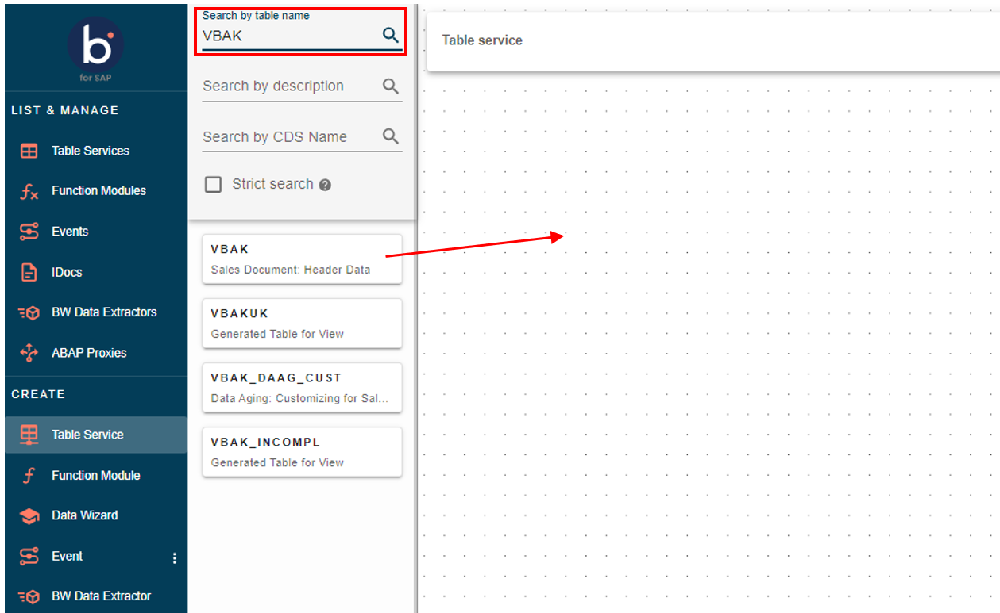 b
for SAP
LIST & MANAGE
Table Services
Function Modules
Events
IDocs
BW Data Extractors
ABAP Proxies
CREATE
Table Service
Function Module
Data Wizard
Event
BW Data Extractor
Search by table name
VBAK
Search by description
Search by CDS Name
Strict search ?
VBAK
Sales Document: Header Data
VBAKUK
Generated Table for View
VBAK_DAAG_CUST
Data Aging: Customizing for Sal...
VBAK_INCOMPL
Generated Table for View
Table service